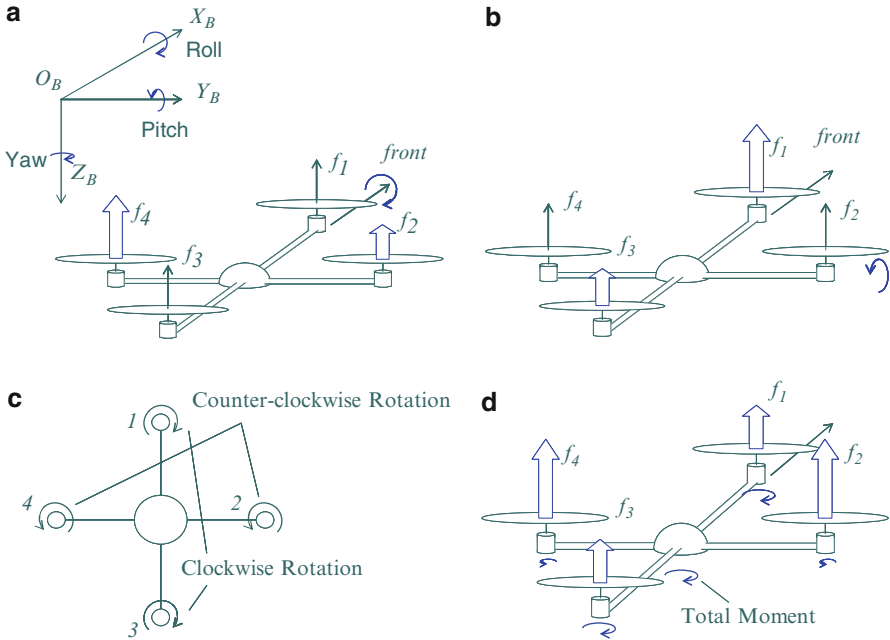 a
X_B
Roll
O_B
Y_B
Pitch
Yaw
Z_B
f_4
f_3
f_1
front
f_2
b
f_4
f_3
f_1
front
f_2
c
Counter-clockwise Rotation
1
4
2
Clockwise Rotation
3
d
f_4
f_3
f_1
f_2
Total Moment